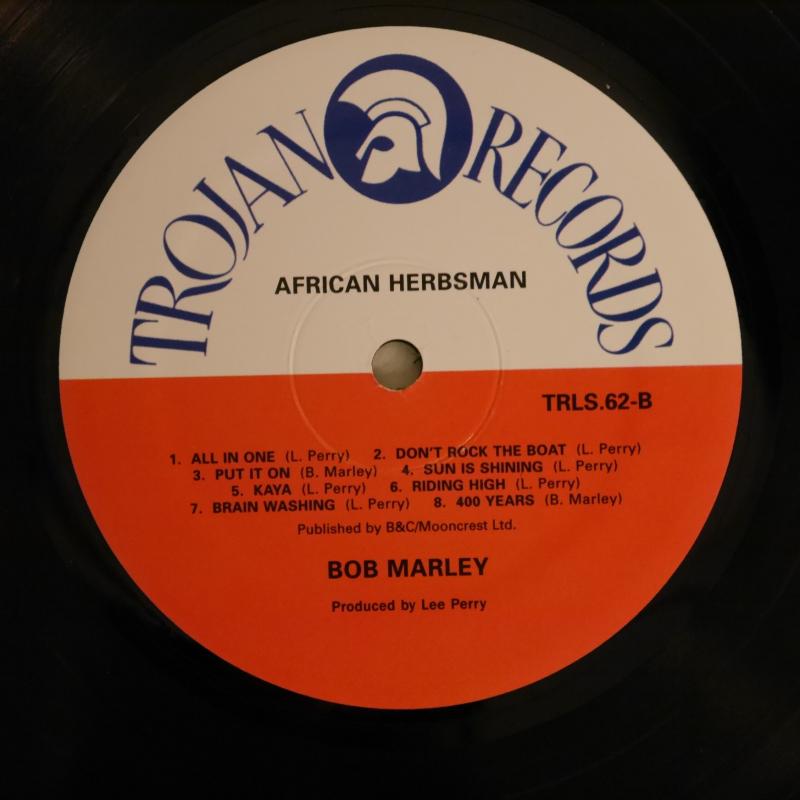 TROJAN RECORDS
AFRICAN HERBSMAN
TRLS.62-B
1. ALL IN ONE (L. Perry) 2. DON'T ROCK THE BOAT (L. Perry)
3. PUT IT ON (B. Marley) 4. SUN IS SHINING (L. Perry)
5. KAYA (L. Perry) 6. RIDING HIGH (L. Perry)
7. BRAIN WASHING (L. Perry) 8. 400 YEARS (B. Marley)
Published by B&C/Mooncrest Ltd.
BOB MARLEY
Produced by Lee Perry